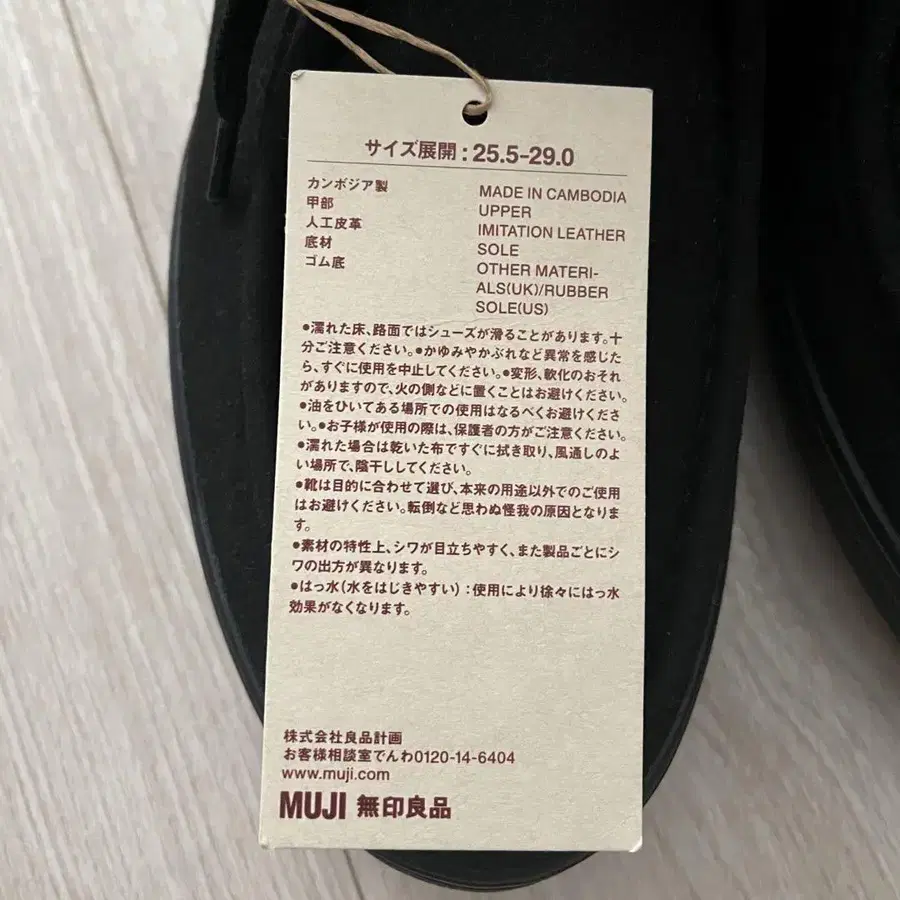 サイズ展開：25.5-29.0
カンボジア製
甲部
人工皮革
底材
ゴム底
MADE IN CAMBODIA
UPPER
IMITATION LEATHER
SOLE
OTHER MATERI-
ALS(UK)/RUBBER
SOLE(US)
●濡れた床、路面ではシューズが滑ることがあります。十
分ご注意ください。●かゆみやかぶれなど異常を感じた
ら、すぐに使用を中止してください。●変形、軟化のおそれ
がありますので、火の側などに置くことはお避けください。
●油をひいてある場所での使用はなるべくお避けくださ
い。●お子様が使用の際は、保護者の方がご注意ください。
●濡れた場合は乾いた布ですぐに拭き取り、風通しのよ
い場所で、陰干ししてください。
●靴は目的に合わせて選び、本来の用途以外でのご使用
はお避けください。転倒など思わぬ怪我の原因となりま
す。
●素材の特性上、シワが目立ちやすく、また製品ごとにシ
ワの出方が異なります。
●はっ水（水をはじきやすい）：使用により徐々にはっ水
効果がなくなります。
株式会社良品計画
お客様相談室でんわ0120-14-6404
www.muji.com
MUJI 無印良品